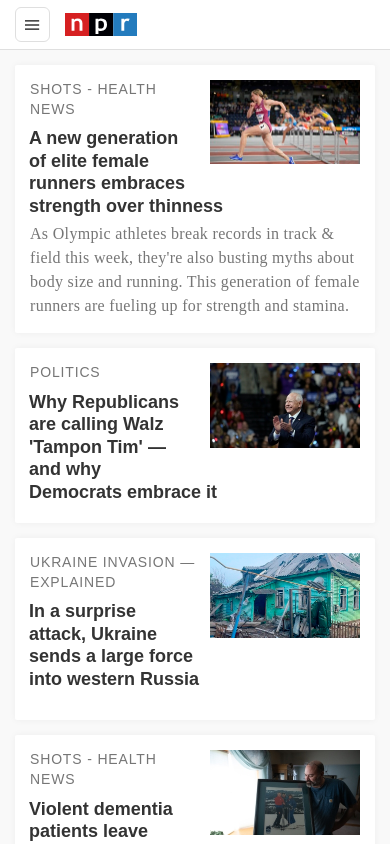 npr
SHOTS - HEALTH
NEWS
A new generation
of elite female
runners embraces
strength over thinness
As Olympic athletes break records in track &
field this week, they're also busting myths about
body size and running. This generation of female
runners are fueling up for strength and stamina.
POLITICS
Why Republicans
are calling Walz
'Tampon Tim' —
and why
Democrats embrace it
UKRAINE INVASION —
EXPLAINED
In a surprise
attack, Ukraine
sends a large force
into western Russia
SHOTS - HEALTH
NEWS
Violent dementia
patients leave